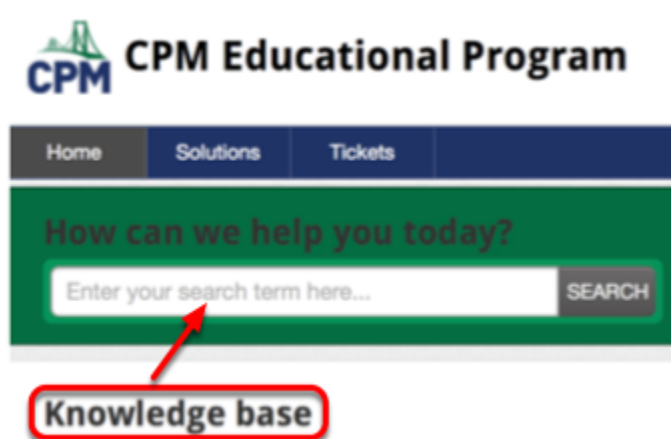 CPM
CPM Educational Program
Home Solutions Tickets
How can we help you today?
Enter your search term here... SEARCH
Knowledge base